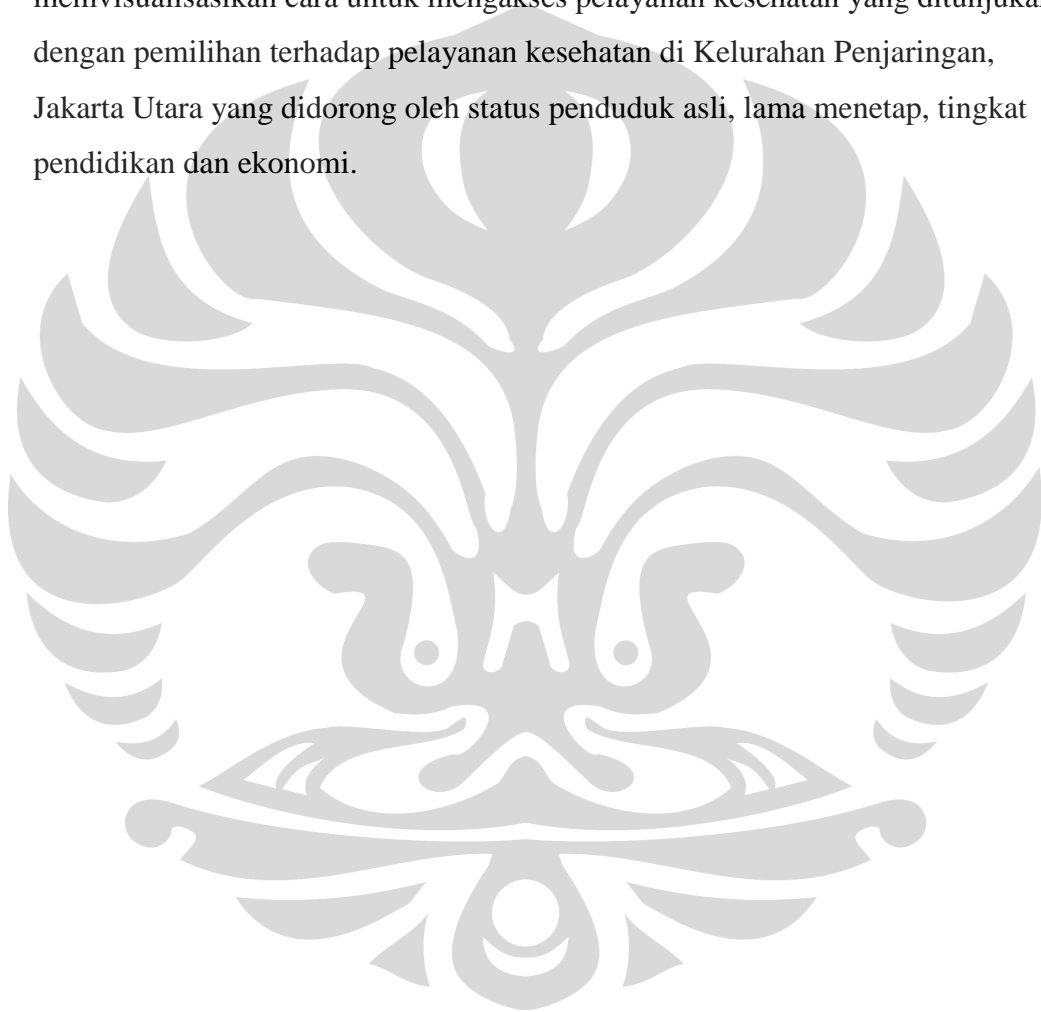 memvisualisasikan cara untuk mengakses pelayanan kesehatan yang ditunjukan
dengan pemilihan terhadap pelayanan kesehatan di Kelurahan Penjaringan,
Jakarta Utara yang didorong oleh status penduduk asli, lama menetap, tingkat
pendidikan dan ekonomi.